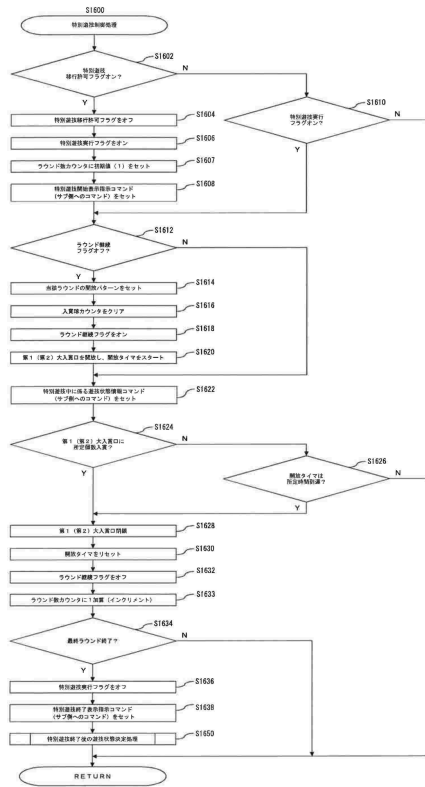 S1600
特別遊技制御処理
S1602
特別遊技
移行許可フラグオン?
N
Y
S1610
特別遊技実行
フラグオン?
N
Y
S1604
特別遊技移行許可フラグをオフ
S1606
特別遊技実行フラグをオン
S1607
ラウンド数カウンタに初期値(1)をセット
S1608
特別遊技開始表示指示コマンド
(サブ側へのコマンド)をセット
S1612
ラウンド継続
フラグオフ?
N
Y
S1614
当該ラウンドの開放パターンをセット
S1616
入賞球カウンタをクリア
S1618
ラウンド継続フラグをオン
S1620
第1(第2)大入賞口を開放し、開放タイマをスタート
S1622
特別遊技中に係る遊技状態情報コマンド
(サブ側へのコマンド)をセット
S1624
第1(第2)大入賞口に
所定個数入賞?
N
Y
S1626
開放タイマは
所定時間到達?
N
Y
S1628
第1(第2)大入賞口閉鎖
S1630
開放タイマをリセット
S1632
ラウンド継続フラグをオフ
S1633
ラウンド数カウンタに1加算(インクリメント)
S1634
最終ラウンド終了?
N
Y
S1636
特別遊技実行フラグをオフ
S1638
特別遊技終了表示指示コマンド
(サブ側へのコマンド)をセット
S1650
特別遊技終了後の遊技状態決定処理
RETURN